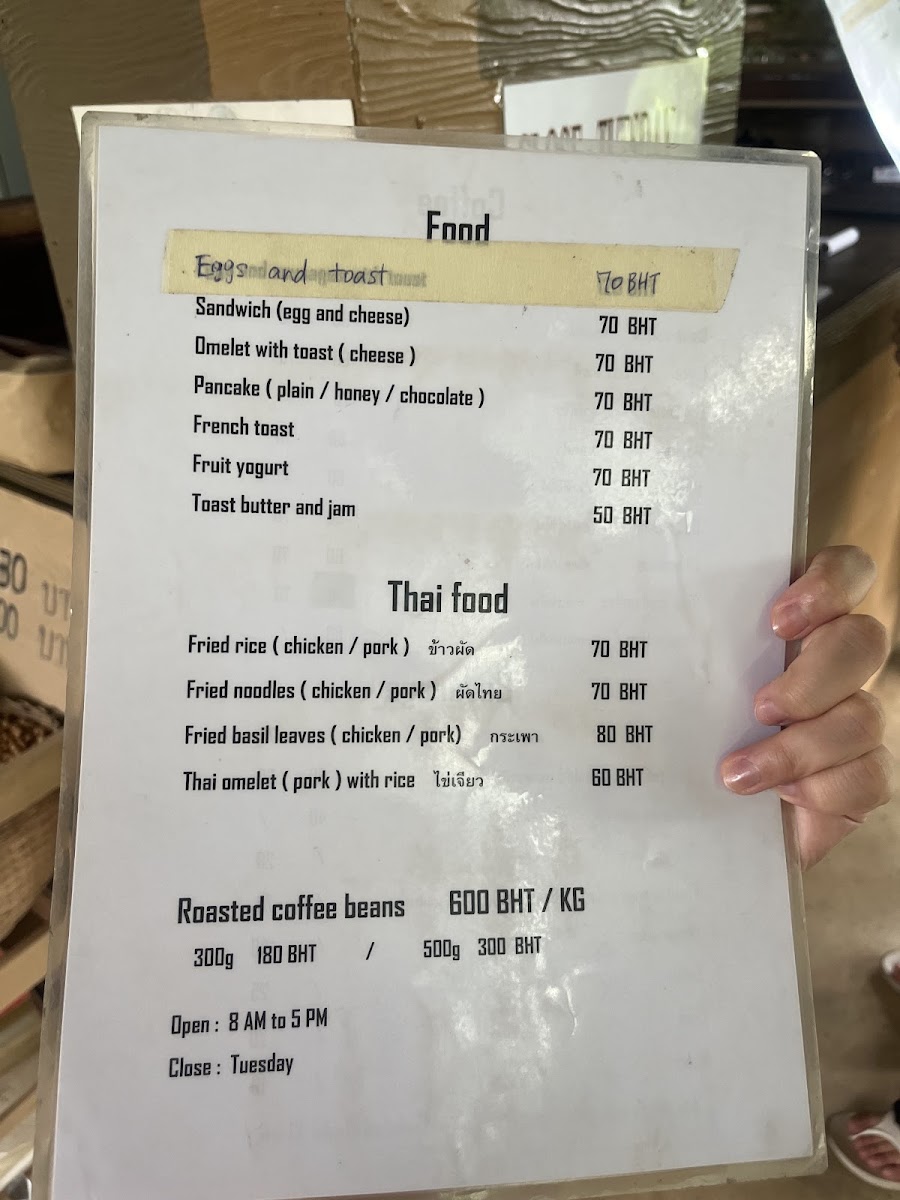 Food
Eggs and toast 70 BHT
Sandwich (egg and cheese) 70 BHT
Omelet with toast ( cheese ) 70 BHT
Pancake ( plain / honey / chocolate ) 70 BHT
French toast 70 BHT
Fruit yogurt 70 BHT
Toast butter and jam 50 BHT
Thai food
Fried rice ( chicken / pork ) ข้าวผัด 70 BHT
Fried noodles ( chicken / pork ) ผัดไทย 70 BHT
Fried basil leaves ( chicken / pork) กระเพา 80 BHT
Thai omelet ( pork ) with rice ไข่เจียว 60 BHT
Roasted coffee beans 600 BHT / KG
300g 180 BHT / 500g 300 BHT
Open : 8 AM to 5 PM
Close : Tuesday